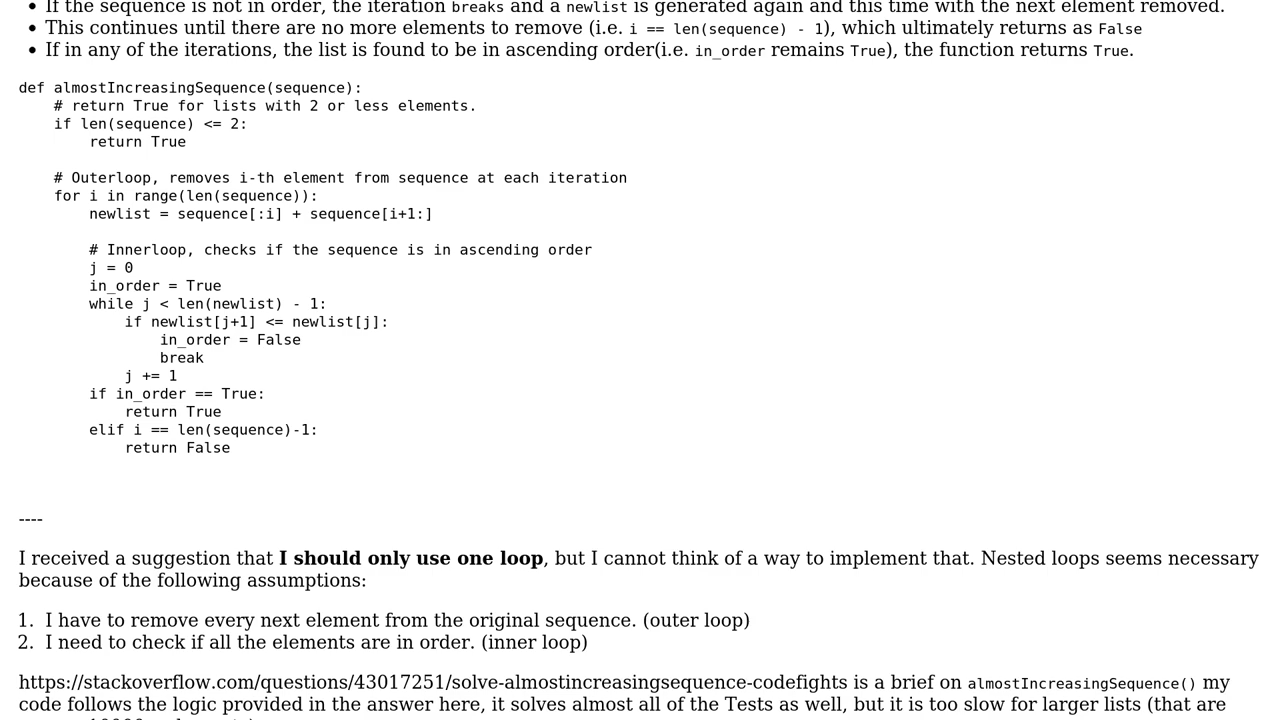 • If the sequence is not in order, the iteration breaks and a newlist is generated again and this time with the next element removed.
• This continues until there are no more elements to remove (i.e. i == len(sequence) - 1), which ultimately returns as False
• If in any of the iterations, the list is found to be in ascending order(i.e. in_order remains True), the function returns True.
def almostIncreasingSequence(sequence):
    # return True for lists with 2 or less elements.
    if len(sequence) <= 2:
        return True
    # Outerloop, removes i-th element from sequence at each iteration
    for i in range(len(sequence)):
        newlist = sequence[:i] + sequence[i+1:]
        # Innerloop, checks if the sequence is in ascending order
        j = 0
        in_order = True
        while j < len(newlist) - 1:
            if newlist[j+1] <= newlist[j]:
                in_order = False
                break
            j += 1
        if in_order == True:
            return True
        elif i == len(sequence)-1:
            return False
----
I received a suggestion that I should only use one loop, but I cannot think of a way to implement that. Nested loops seems necessary
because of the following assumptions:
1. I have to remove every next element from the original sequence. (outer loop)
2. I need to check if all the elements are in order. (inner loop)
https://stackoverflow.com/questions/43017251/solve-almostincreasingsequence-codefights is a brief on almostIncreasingSequence() my
code follows the logic provided in the answer here, it solves almost all of the Tests as well, but it is too slow for larger lists (that are